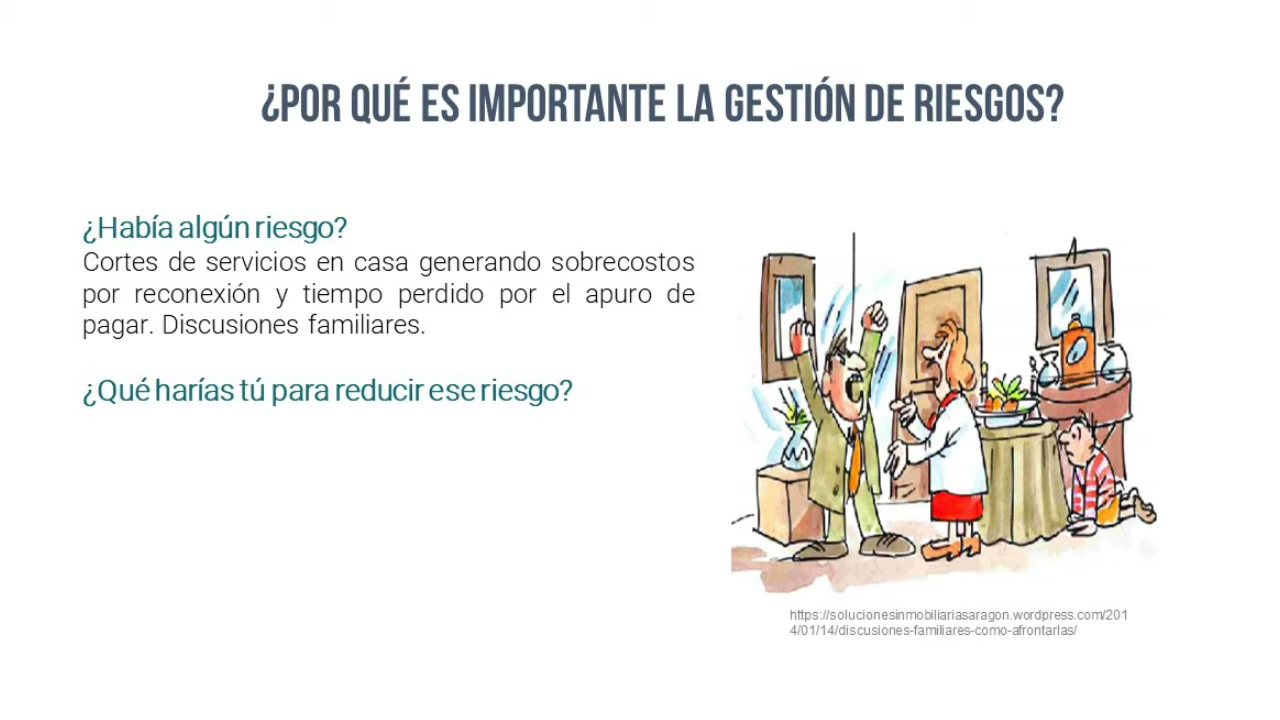 ¿POR QUÉ ES IMPORTANTE LA GESTIÓN DE RIESGOS?
¿Había algún riesgo?
Cortes de servicios en casa generando sobrecostos
por reconexión y tiempo perdido por el apuro de
pagar. Discusiones familiares.
¿Qué harías tú para reducir ese riesgo?
https://solucionesinmobiliariasaragon.wordpress.com/201
4/01/14/discusiones-familiares-como-afrontarlas/